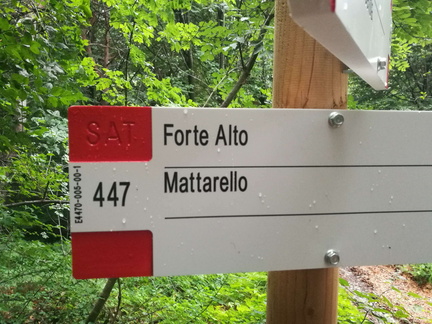 SAT
Forte Alto
447
Mattarello
E4470-005-00-1